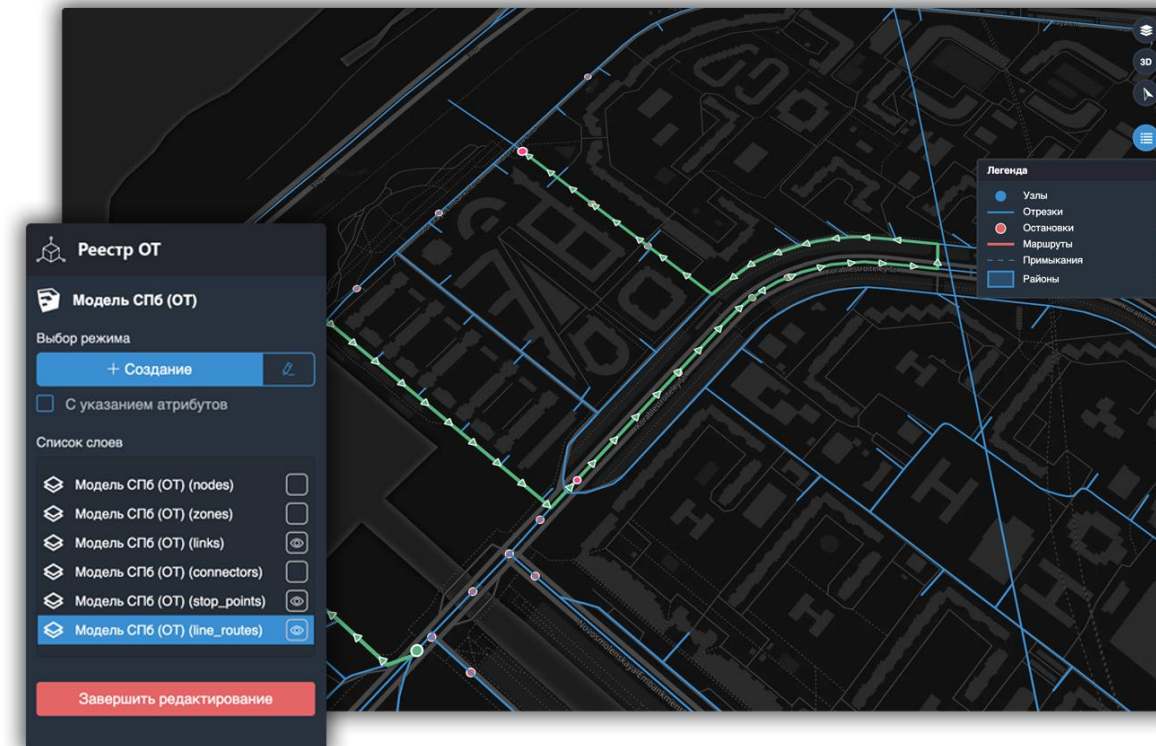 3D
Легенда
Узлы
Отрезки
Остановки
Маршруты
Примыкания
Районы
Реестр ОТ
Модель СПб (ОТ)
Выбор режима
+ Создание
С указанием атрибутов
Список слоев
Модель СПб (ОТ) (nodes)
Модель СПб (ОТ) (zones)
Модель СПб (ОТ) (links)
Модель СПб (ОТ) (connectors)
Модель СПб (ОТ) (stop_points)
Модель СПб (ОТ) (line_routes)
Завершить редактирование
Novosmolenskaya Embankment